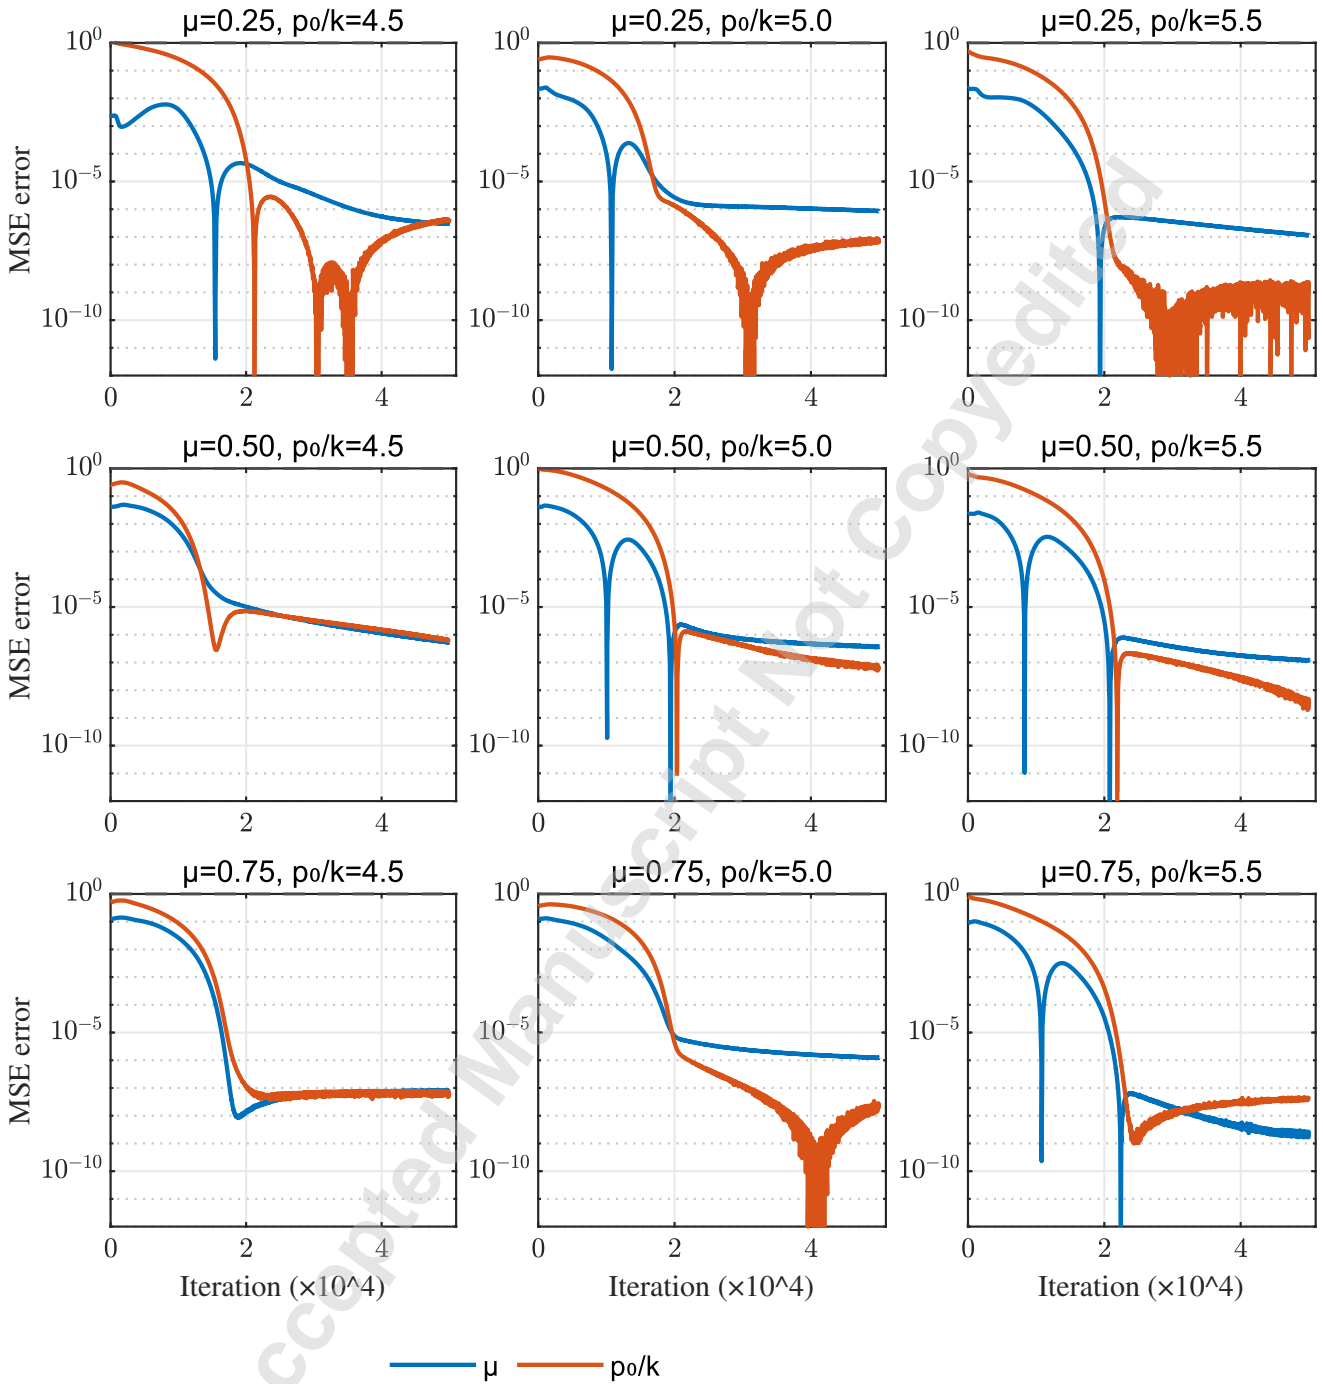 μ=0.25, p₀/k=4.5 μ=0.25, p₀/k=5.0 μ=0.25, p₀/k=5.5
10⁰ 10⁰ 10⁰
MSE error
10⁻⁵ 10⁻⁵ 10⁻⁵
10⁻¹⁰ 10⁻¹⁰ 10⁻¹⁰
0 2 4 0 2 4 0 2 4
μ=0.50, p₀/k=4.5 μ=0.50, p₀/k=5.0 μ=0.50, p₀/k=5.5
10⁰ 10⁰ 10⁰
MSE error
10⁻⁵ 10⁻⁵ 10⁻⁵
10⁻¹⁰ 10⁻¹⁰ 10⁻¹⁰
0 2 4 0 2 4 0 2 4
μ=0.75, p₀/k=4.5 μ=0.75, p₀/k=5.0 μ=0.75, p₀/k=5.5
10⁰ 10⁰ 10⁰
MSE error
10⁻⁵ 10⁻⁵ 10⁻⁵
10⁻¹⁰ 10⁻¹⁰ 10⁻¹⁰
0 2 4 0 2 4 0 2 4
Iteration (×10^4) Iteration (×10^4) Iteration (×10^4)
μ p₀/k
ccepted Manuscript Not Copyedited